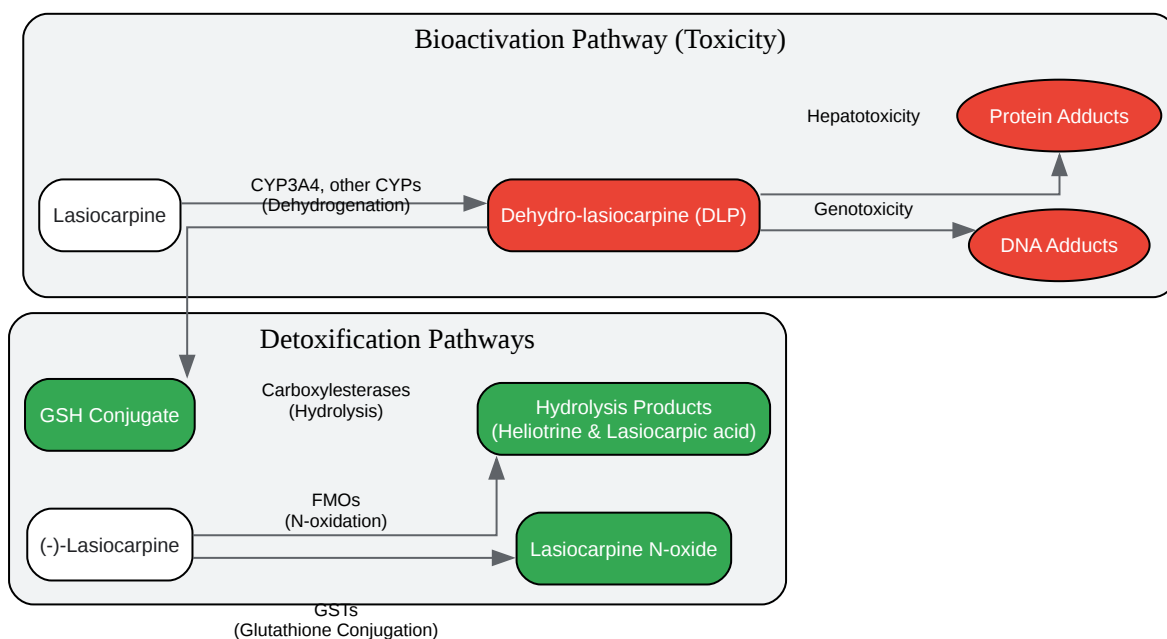 Bioactivation Pathway (Toxicity)
Hepatotoxicity
Protein Adducts
Lasiocarpine
CYP3A4, other CYPs
(Dehydrogenation)
Dehydro-lasiocarpine (DLP)
Genotoxicity
DNA Adducts
Detoxification Pathways
GSH Conjugate
Carboxylesterases
(Hydrolysis)
Hydrolysis Products
(Heliotrine & Lasiocarpic acid)
(-)-Lasiocarpine
FMOs
(N-oxidation)
Lasiocarpine N-oxide
GSTs
(Glutathione Conjugation)